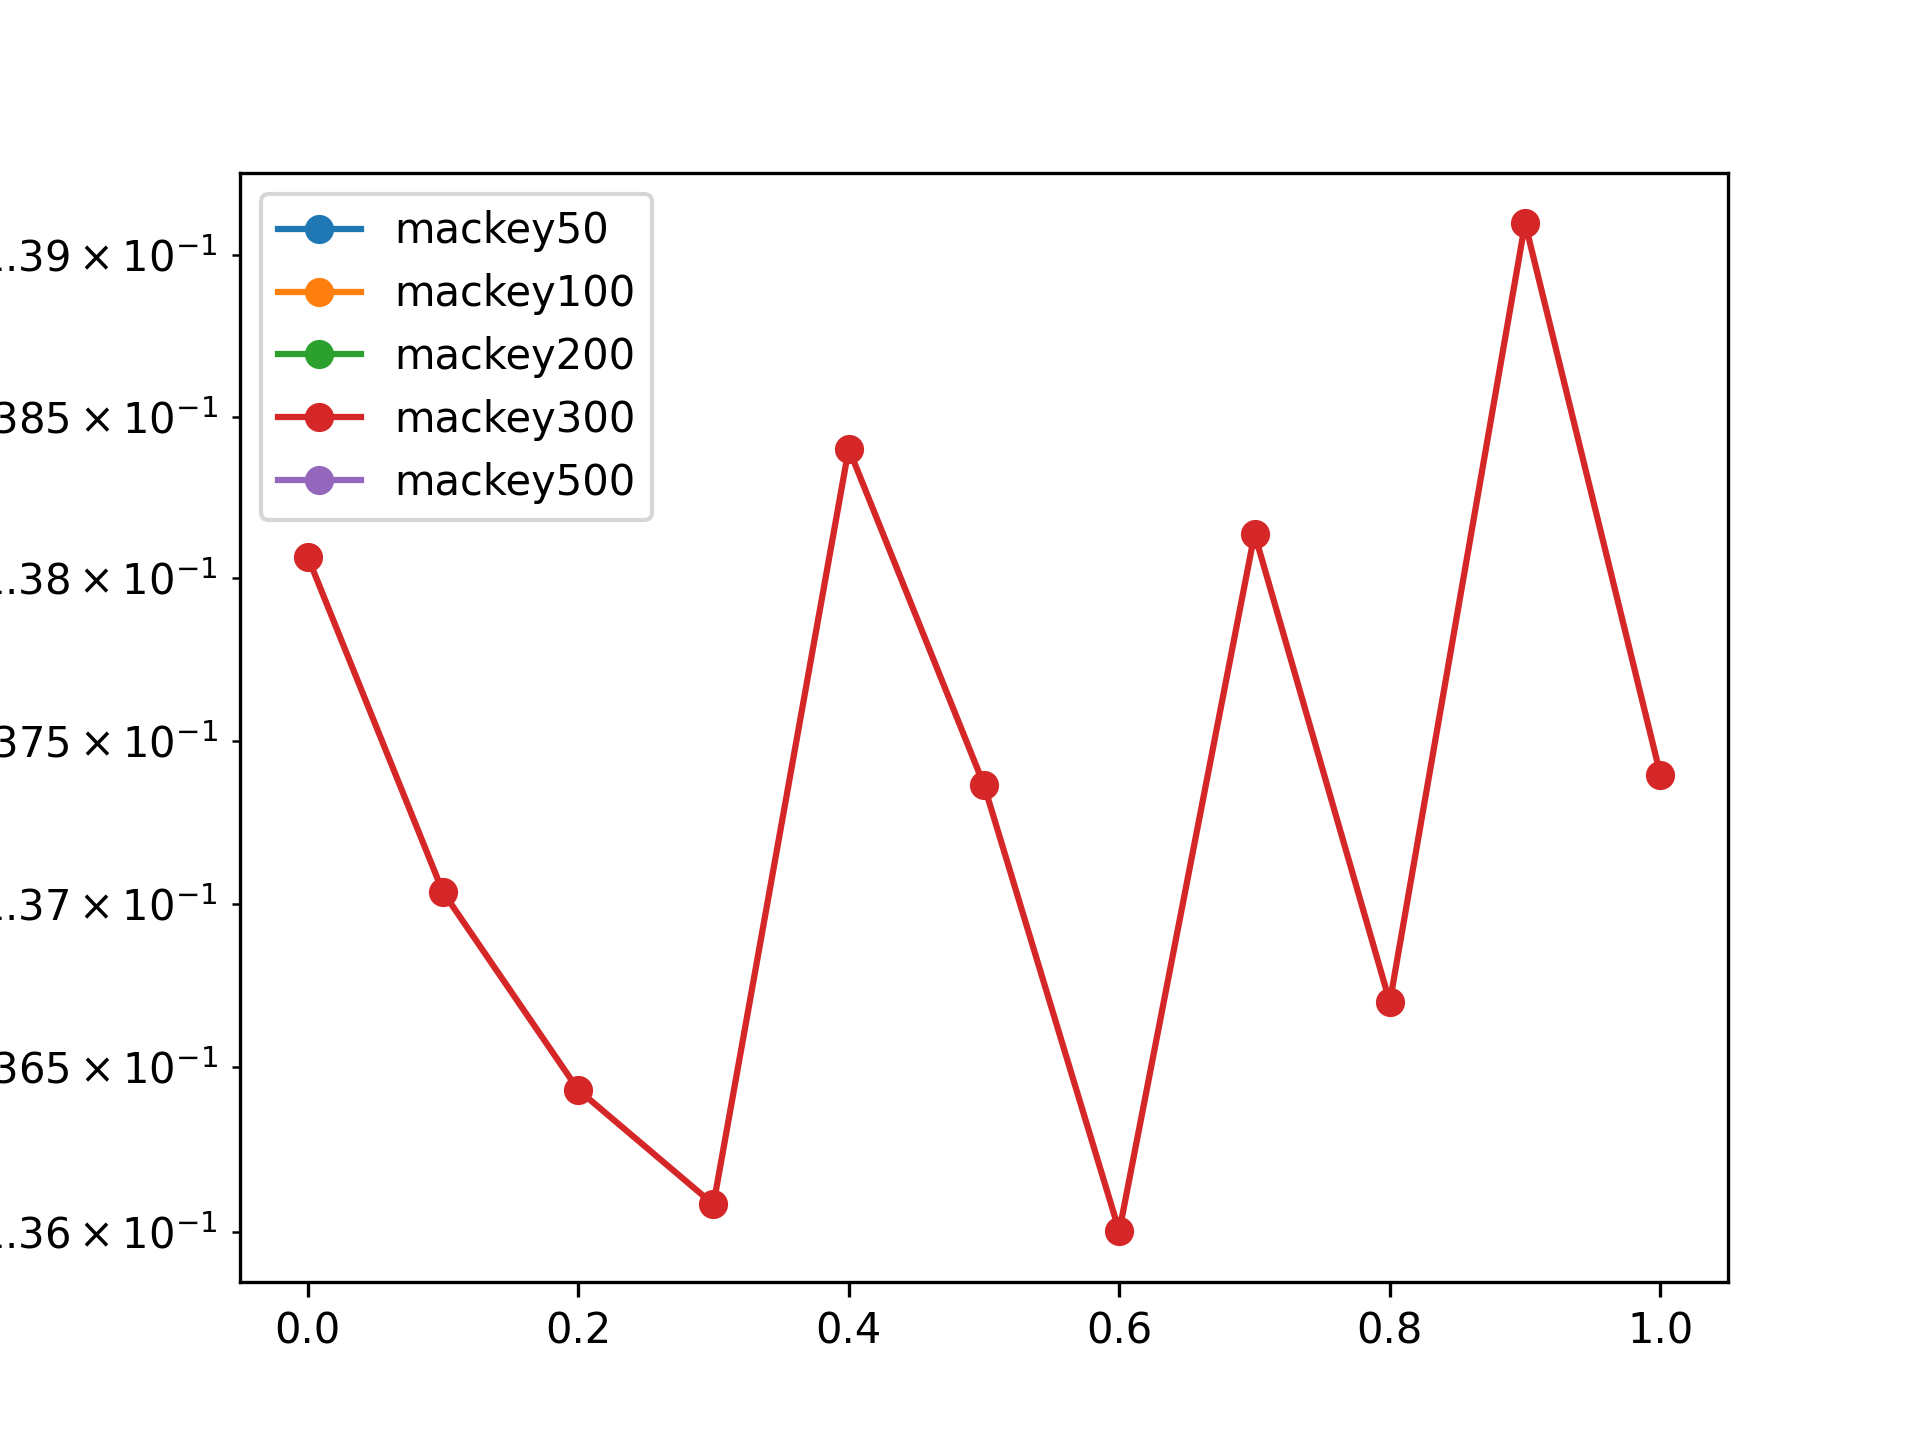 mackey50
mackey100
mackey200
mackey300
mackey500
.39 × 10⁻¹
385 × 10⁻¹
.38 × 10⁻¹
375 × 10⁻¹
.37 × 10⁻¹
365 × 10⁻¹
.36 × 10⁻¹
0.0 0.2 0.4 0.6 0.8 1.0